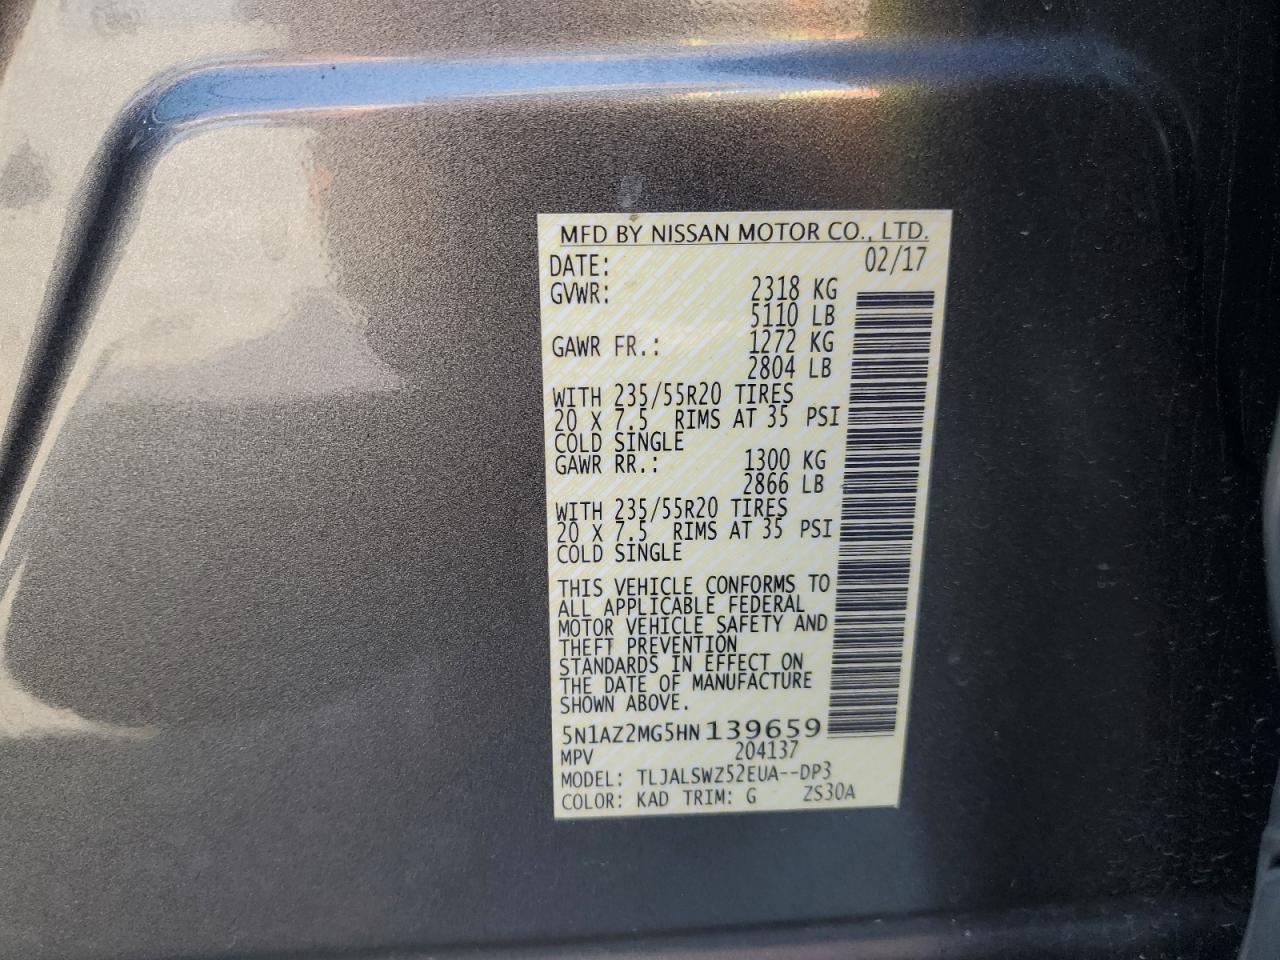 MFD BY NISSAN MOTOR CO., LTD.
DATE: 02/17
GVWR: 2318 KG
5110 LB
GAWR FR.: 1272 KG
2804 LB
WITH 235/55R20 TIRES
20 X 7.5 RIMS AT 35 PSI
COLD SINGLE
GAWR RR.: 1300 KG
2866 LB
WITH 235/55R20 TIRES
20 X 7.5 RIMS AT 35 PSI
COLD SINGLE
THIS VEHICLE CONFORMS TO
ALL APPLICABLE FEDERAL
MOTOR VEHICLE SAFETY AND
THEFT PREVENTION
STANDARDS IN EFFECT ON
THE DATE OF MANUFACTURE
SHOWN ABOVE.
5N1AZ2MG5HN139659
MPV 204137
MODEL: TLJALSWZ52EUA--DP3
COLOR: KAD TRIM: G ZS30A